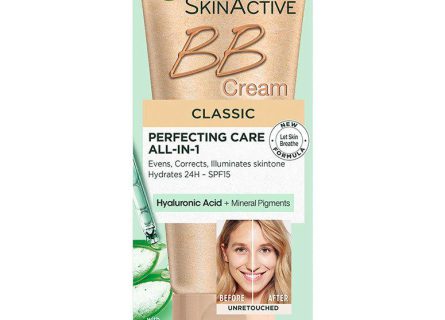 SKINACTIVE
BB
Cream
CLASSIC
PERFECTING CARE
ALL-IN-1
Evens, Corrects, Illuminates skintone
Hydrates 24H - SPF15
NEW
Let Skin
Breathe
FORMULA
Hyaluronic Acid + Mineral Pigments
BEFORE
AFTER
UNRETOUCHED